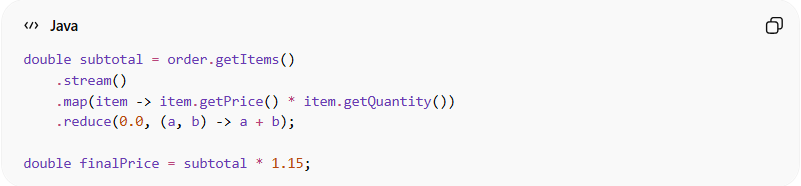 </> Java
double subtotal = order.getItems()
    .stream()
    .map(item -> item.getPrice() * item.getQuantity())
    .reduce(0.0, (a, b) -> a + b);

double finalPrice = subtotal * 1.15;